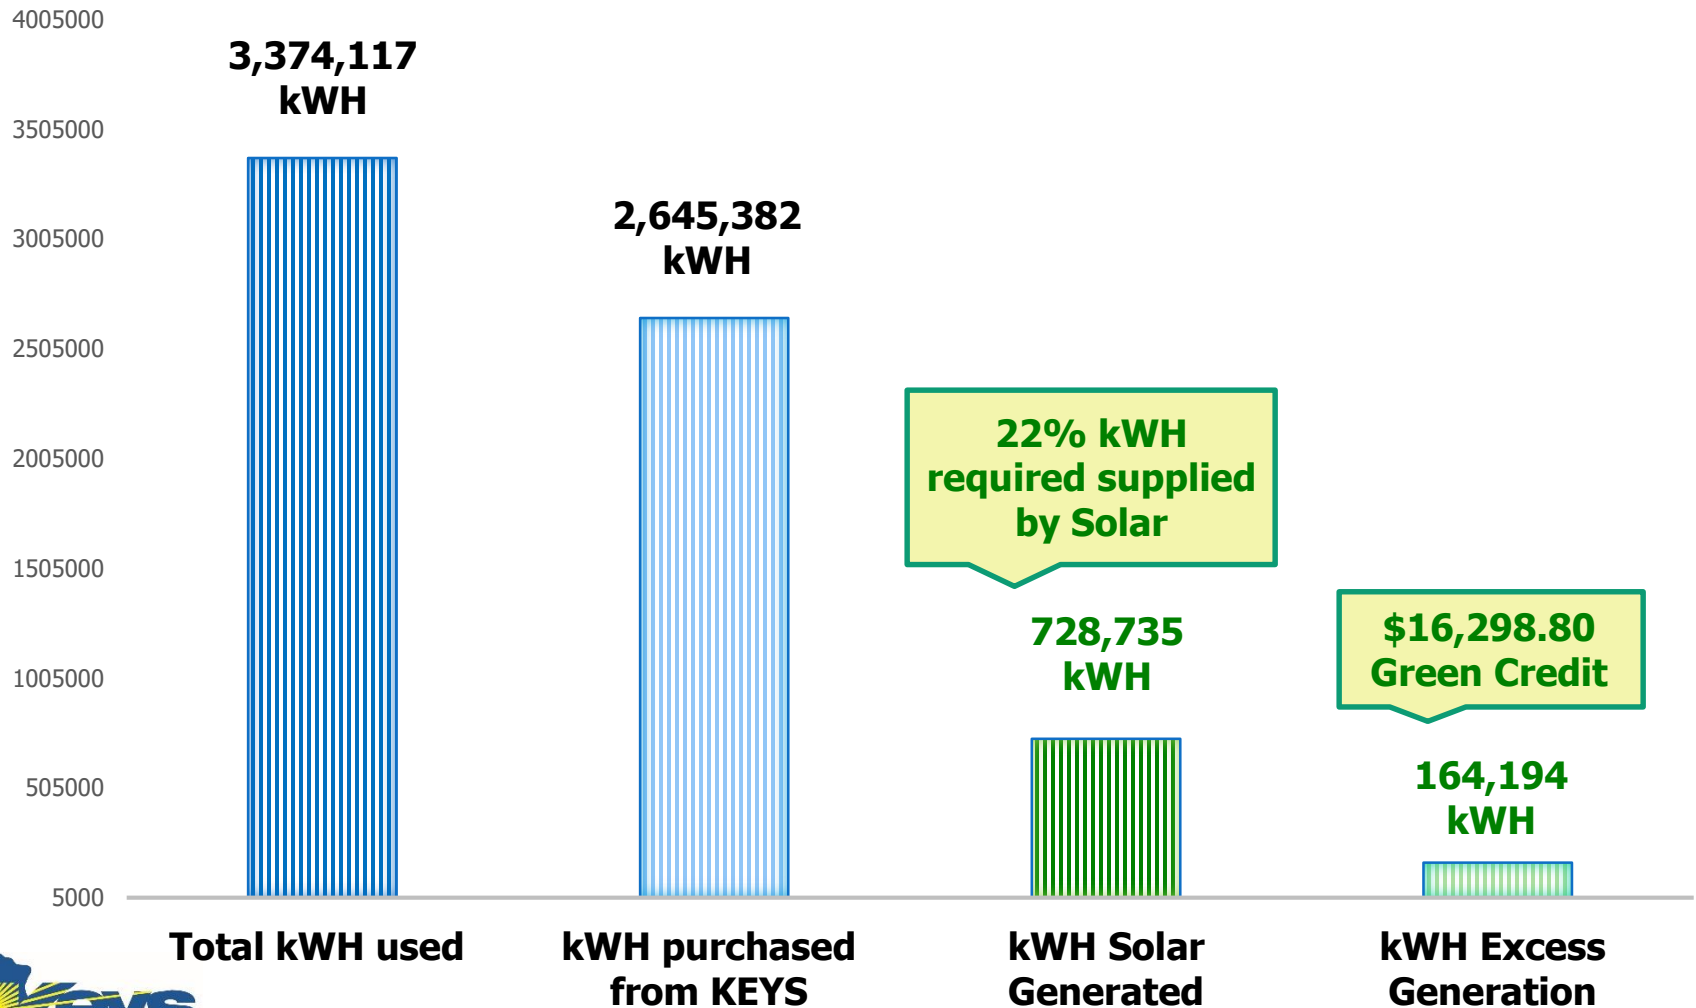 4005000
3505000
3005000
2505000
2005000
1505000
1005000
505000
5000
3,374,117
kWH
2,645,382
kWH
22% kWH
required supplied
by Solar
728,735
kWH
$16,298.80
Green Credit
164,194
kWH
Total kWH used
kWH purchased
from KEYS
kWH Solar
Generated
kWH Excess
Generation
KEYS